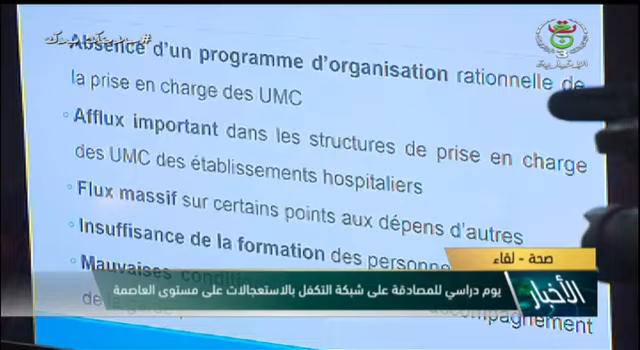 Absence d'un programme d'organisation rationnelle de
la prise en charge des UMC
◦ Afflux important dans les structures de prise en charge
des UMC des établissements hospitaliers
◦ Flux massif sur certains points aux dépens d'autres
◦ Insuffisance de la formation des personne
◦ Mauvaises
صحة - لقاء
الأخبار
يوم دراسي للمصادقة على شبكة التكفل بالاستعجالات على مستوى العاصمة
accompagnement